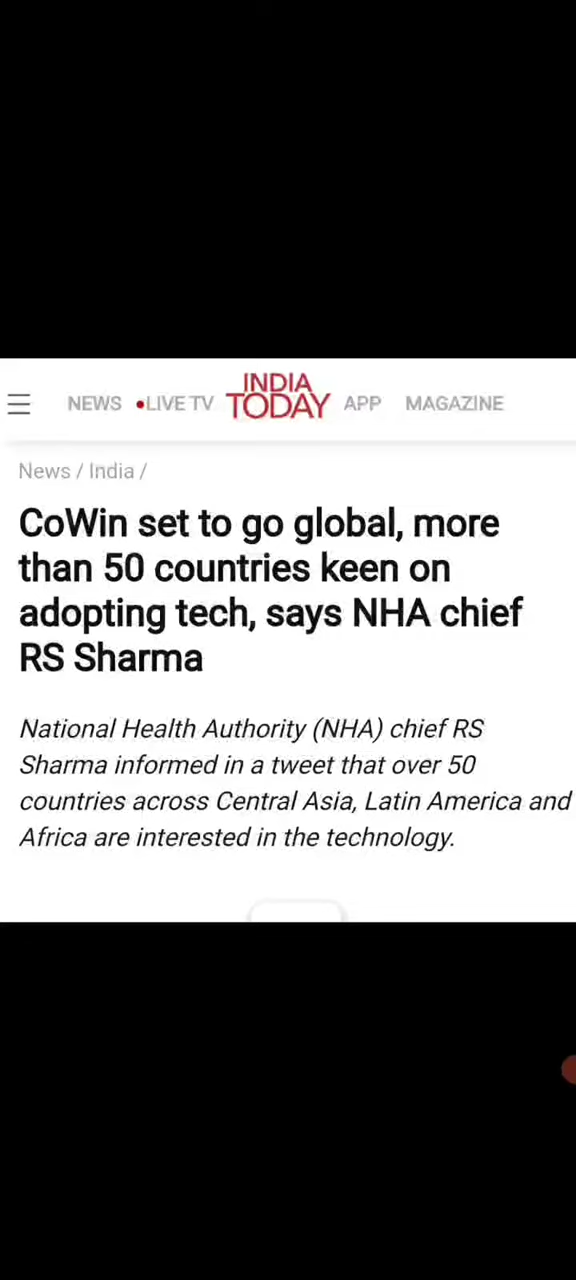 NEWS •LIVE TV INDIA TODAY APP MAGAZINE
News / India /
CoWin set to go global, more
than 50 countries keen on
adopting tech, says NHA chief
RS Sharma
National Health Authority (NHA) chief RS
Sharma informed in a tweet that over 50
countries across Central Asia, Latin America and
Africa are interested in the technology.